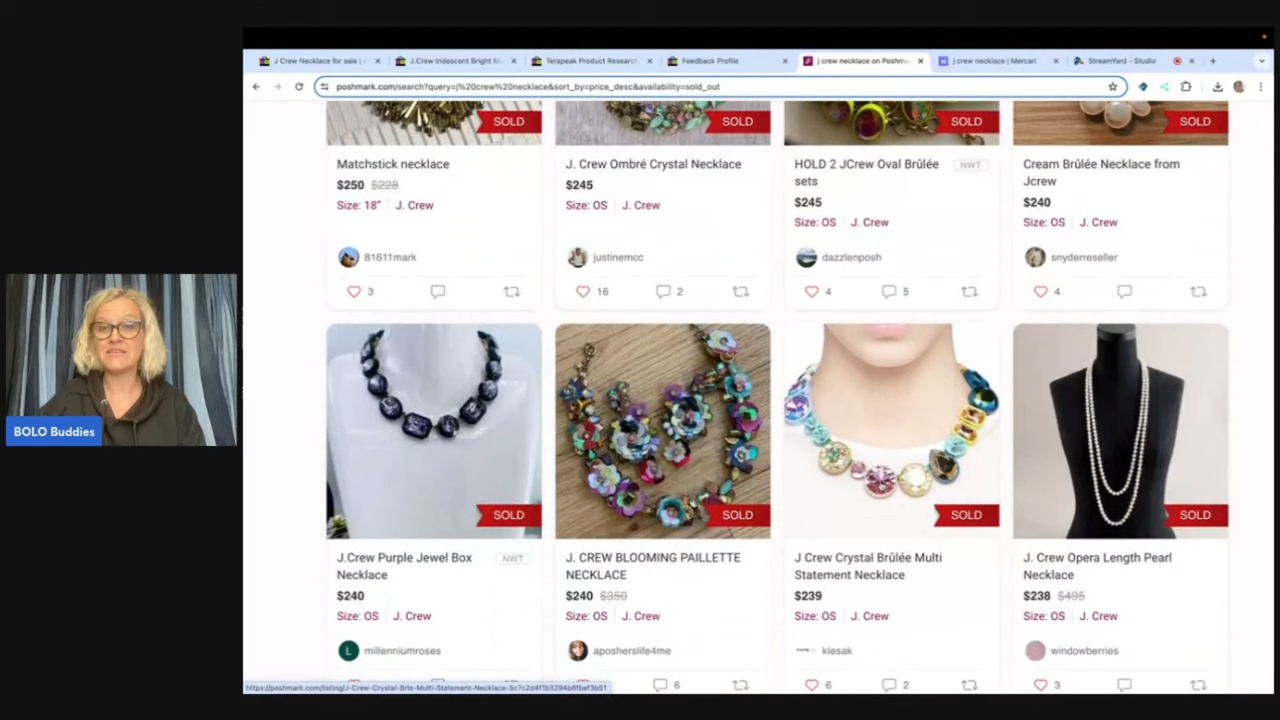 J Crew Necklace for sale |
J.Crew Iridescent Bright M
Terapeak Product Research
Feedback Profile
j crew necklace on Poshm
j crew necklace | Mercari
StreamYard - Studio
poshmark.com/search?query=j%20crew%20necklace&sort_by=price_desc&availability=sold_out
SOLD
SOLD
SOLD
SOLD
Matchstick necklace
$250 $228
Size: 18" J. Crew
81611mark
3
J. Crew Ombré Crystal Necklace
$245
Size: OS J. Crew
justinemcc
16 2
HOLD 2 JCrew Oval Brûlée
sets
NWT
$245
Size: OS J. Crew
dazzlenposh
4 5
Cream Brûlée Necklace from
Jcrew
$240
Size: OS J. Crew
snyderreseller
4
BOLO Buddies
SOLD
SOLD
SOLD
SOLD
J.Crew Purple Jewel Box
Necklace
NWT
$240
Size: OS J. Crew
L
millenniumroses
J. CREW BLOOMING PAILLETTE
NECKLACE
$240 $350
Size: OS J. Crew
aposherslife4me
6
J Crew Crystal Brûlée Multi
Statement Necklace
$239
Size: OS J. Crew
klesak
6 2
J. Crew Opera Length Pearl
Necklace
$238 $495
Size: OS J. Crew
windowberries
3